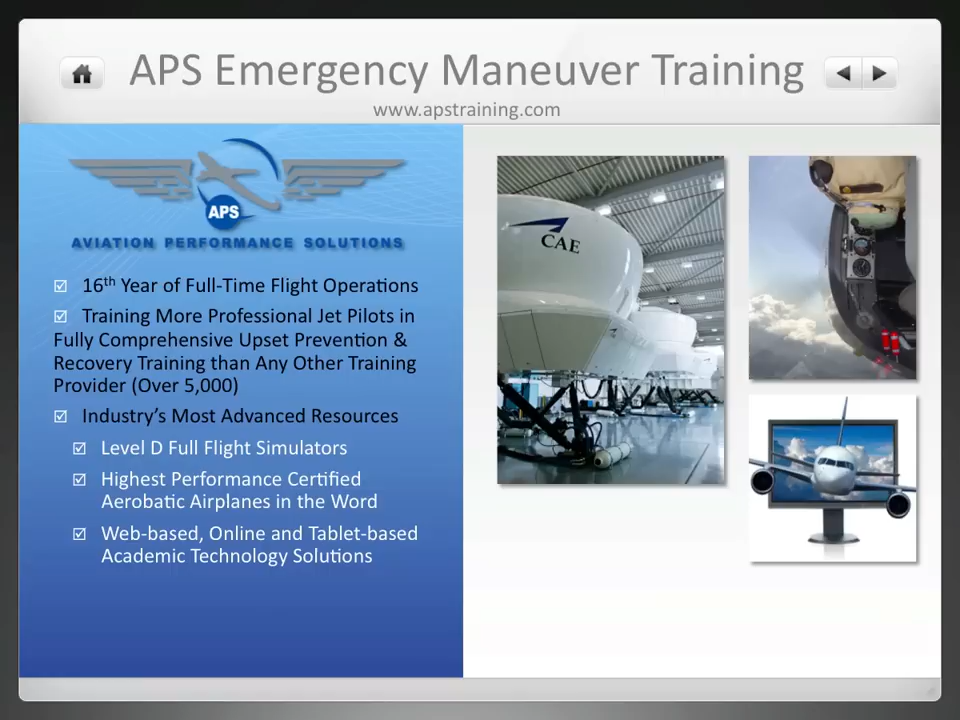 APS Emergency Maneuver Training
www.apstraining.com
APS
AVIATION PERFORMANCE SOLUTIONS
16th Year of Full-Time Flight Operations
Training More Professional Jet Pilots in
Fully Comprehensive Upset Prevention &
Recovery Training than Any Other Training
Provider (Over 5,000)
Industry's Most Advanced Resources
Level D Full Flight Simulators
Highest Performance Certified
Aerobatic Airplanes in the Word
Web-based, Online and Tablet-based
Academic Technology Solutions
CAE